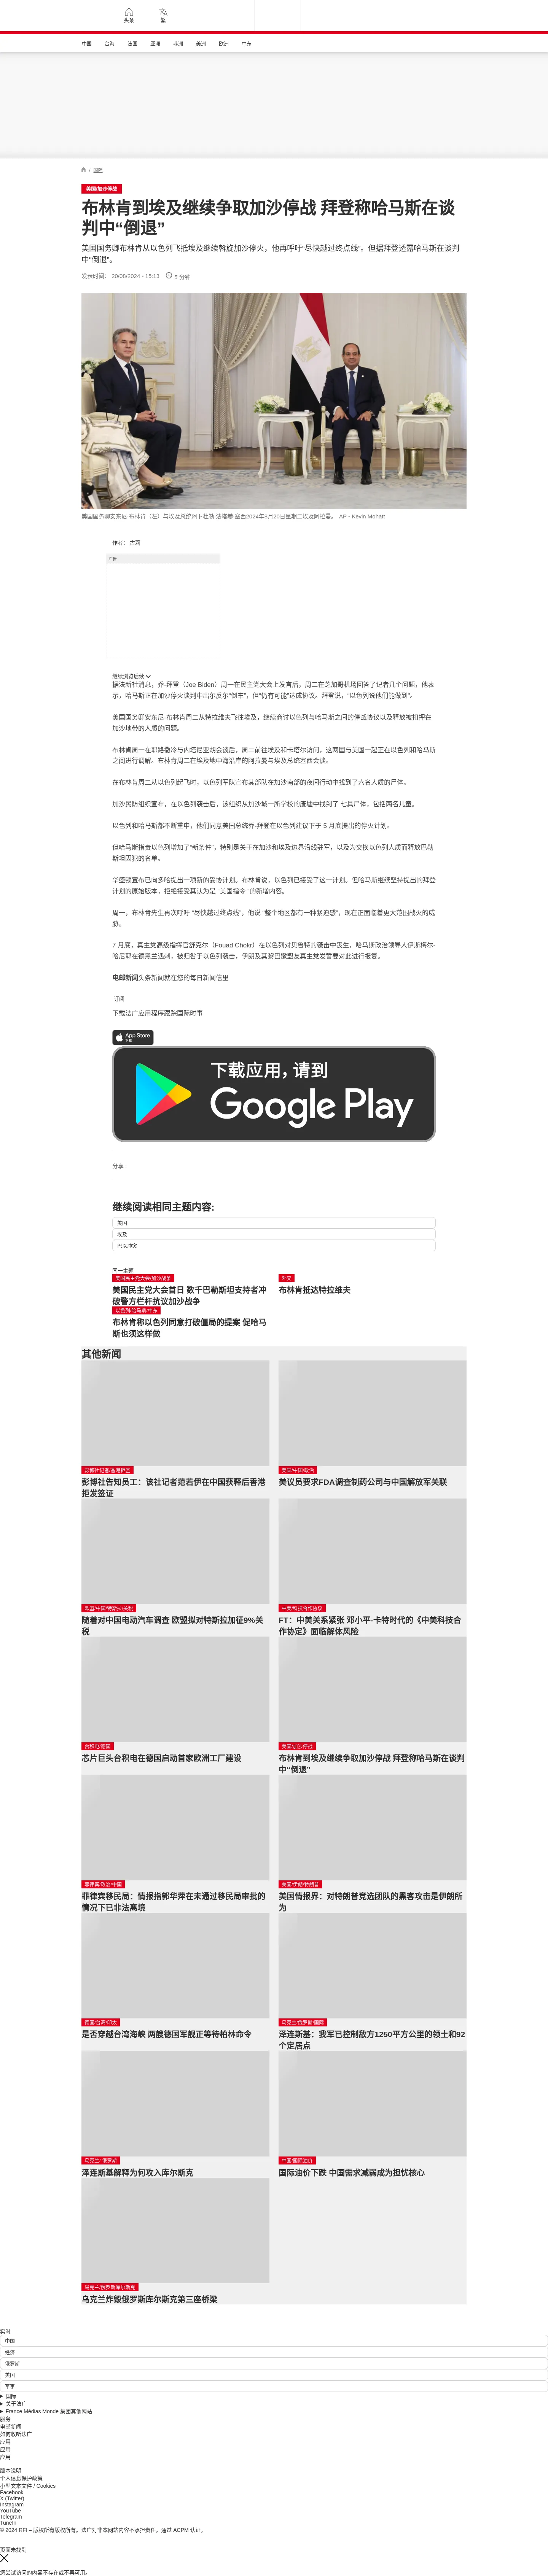 头条
繁
中国
台海
法国
亚洲
非洲
美洲
欧洲
中东
/ 国际
美国/加沙停战
布林肯到埃及继续争取加沙停战 拜登称哈马斯在谈
判中“倒退”
美国国务卿布林肯从以色列飞抵埃及继续斡旋加沙停火，他再呼吁“尽快越过终点线”。但据拜登透露哈马斯在谈判
中“倒退”。
发表时间： 20/08/2024 - 15:13
5 分钟
美国国务卿安东尼·布林肯（左）与埃及总统阿卜杜勒·法塔赫·塞西2024年8月20日星期二埃及阿拉曼。 AP - Kevin Mohatt
作者： 古莉
广告
继续浏览后续
据法新社消息，乔-拜登（Joe Biden）周一在民主党大会上发言后，周二在芝加哥机场回答了记者几个问题，他表
示，哈马斯正在加沙停火谈判中出尔反尔“倒车”，但“仍有可能”达成协议。拜登说，“以色列说他们能做到”。
美国国务卿安东尼-布林肯周二从特拉维夫飞往埃及，继续商讨以色列与哈马斯之间的停战协议以及释放被扣押在
加沙地带的人质的问题。
布林肯周一在耶路撒冷与内塔尼亚胡会谈后，周二前往埃及和卡塔尔访问，这两国与美国一起正在以色列和哈马斯
之间进行调解。布林肯周二在埃及地中海沿岸的阿拉曼与埃及总统塞西会谈。
在布林肯周二从以色列起飞时，以色列军队宣布其部队在加沙南部的夜间行动中找到了六名人质的尸体。
加沙民防组织宣布，在以色列袭击后，该组织从加沙城一所学校的废墟中找到了 七具尸体，包括两名儿童。
以色列和哈马斯都不断重申，他们同意美国总统乔-拜登在以色列建议下于 5 月底提出的停火计划。
但哈马斯指责以色列增加了“新条件”，特别是关于在加沙和埃及边界沿线驻军，以及为交换以色列人质而释放巴勒
斯坦囚犯的名单。
华盛顿宣布已向多哈提出一项新的妥协计划。布林肯说，以色列已接受了这一计划。但哈马斯继续坚持提出的拜登
计划的原始版本，拒绝接受其认为是 “美国指令 ”的新增内容。
周一，布林肯先生再次呼吁 “尽快越过终点线”，他说 “整个地区都有一种紧迫感”，现在正面临着更大范围战火的威
胁。
7 月底，真主党高级指挥官舒克尔（Fouad Chokr）在以色列对贝鲁特的袭击中丧生，哈马斯政治领导人伊斯梅尔-
哈尼耶在德黑兰遇刺，被归咎于以色列袭击，伊朗及其黎巴嫩盟友真主党发誓要对此进行报复。
电邮新闻头条新闻就在您的每日新闻信里
订阅
下载法广应用程序跟踪国际时事
App Store
下载
下载应用，请到
Google Play
分享 :
继续阅读相同主题内容:
美国
埃及
巴以冲突
同一主题
美国民主党大会/加沙战争
美国民主党大会首日 数千巴勒斯坦支持者冲
破警方栏杆抗议加沙战争
外交
布林肯抵达特拉维夫
以色列/哈马斯/中东
布林肯称以色列同意打破僵局的提案 促哈马
斯也须这样做
其他新闻
彭博社记者/香港拒签
彭博社告知员工：该社记者范若伊在中国获释后香港
拒发签证
美国/中国/政治
美议员要求FDA调查制药公司与中国解放军关联
欧盟/中国/特斯拉/关税
随着对中国电动汽车调查 欧盟拟对特斯拉加征9%关
税
中美/科技合作协议
FT：中美关系紧张 邓小平-卡特时代的《中美科技合
作协定》面临解体风险
台积电/德国
芯片巨头台积电在德国启动首家欧洲工厂建设
美国/加沙停战
布林肯到埃及继续争取加沙停战 拜登称哈马斯在谈判
中“倒退”
菲律宾/政治/中国
菲律宾移民局：情报指郭华萍在未通过移民局审批的
情况下已非法离境
美国/伊朗/特朗普
美国情报界：对特朗普竞选团队的黑客攻击是伊朗所
为
德国/台湾/印太
是否穿越台湾海峡 两艘德国军舰正等待柏林命令
乌克兰/俄罗斯/国际
泽连斯基：我军已控制敌方1250平方公里的领土和92
个定居点
乌克兰/ 俄罗斯
泽连斯基解释为何攻入库尔斯克
中国/国际油价
国际油价下跌 中国需求减弱成为担忧核心
乌克兰/俄罗斯库尔斯克
乌克兰炸毁俄罗斯库尔斯克第三座桥梁
实时
中国
经济
俄罗斯
美国
军事
国际
关于法广
France Médias Monde 集团其他网站
服务
电邮新闻
如何收听法广
应用
应用
应用
版本说明
个人信息保护政策
小型文本文件 / Cookies
Facebook
X (Twitter)
Instagram
YouTube
Telegram
TuneIn
© 2024 RFI – 版权所有版权所有。法广对非本网站内容不承担责任。通过 ACPM 认证。
页面未找到
您尝试访问的内容不存在或不再可用。